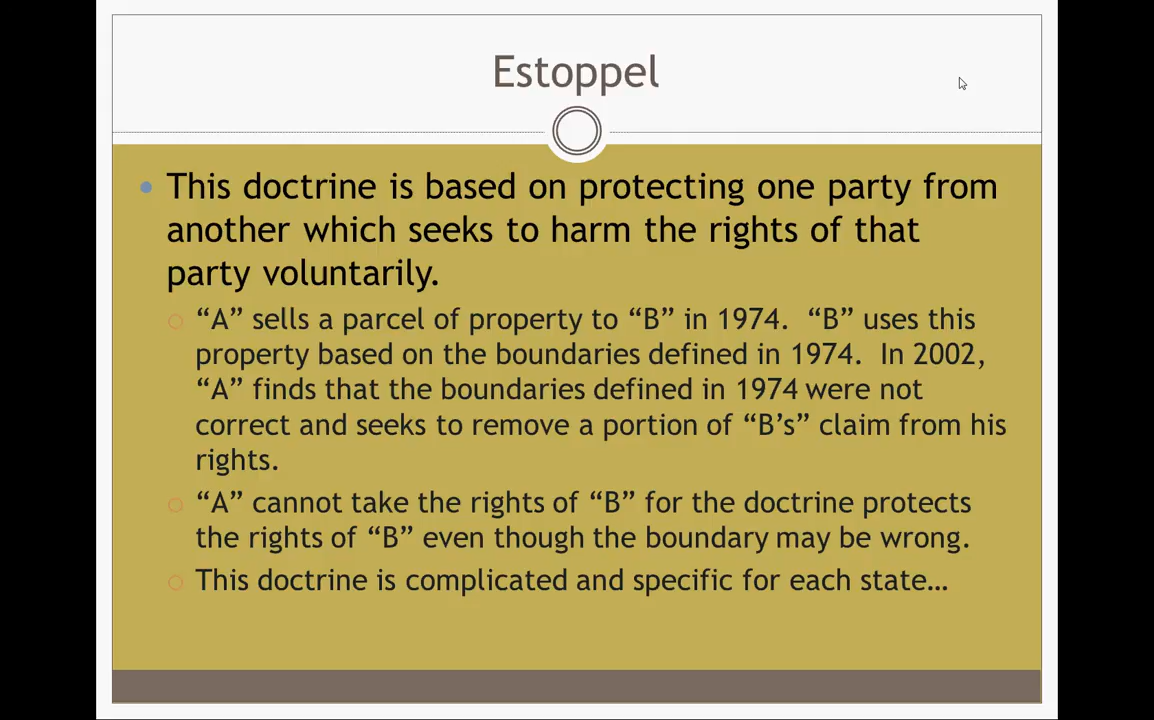 Estoppel
This doctrine is based on protecting one party from
another which seeks to harm the rights of that
party voluntarily.
“A” sells a parcel of property to “B” in 1974.  “B” uses this
property based on the boundaries defined in 1974.  In 2002,
“A” finds that the boundaries defined in 1974 were not
correct and seeks to remove a portion of “B’s” claim from his
rights.
“A” cannot take the rights of “B” for the doctrine protects
the rights of “B” even though the boundary may be wrong.
This doctrine is complicated and specific for each state…